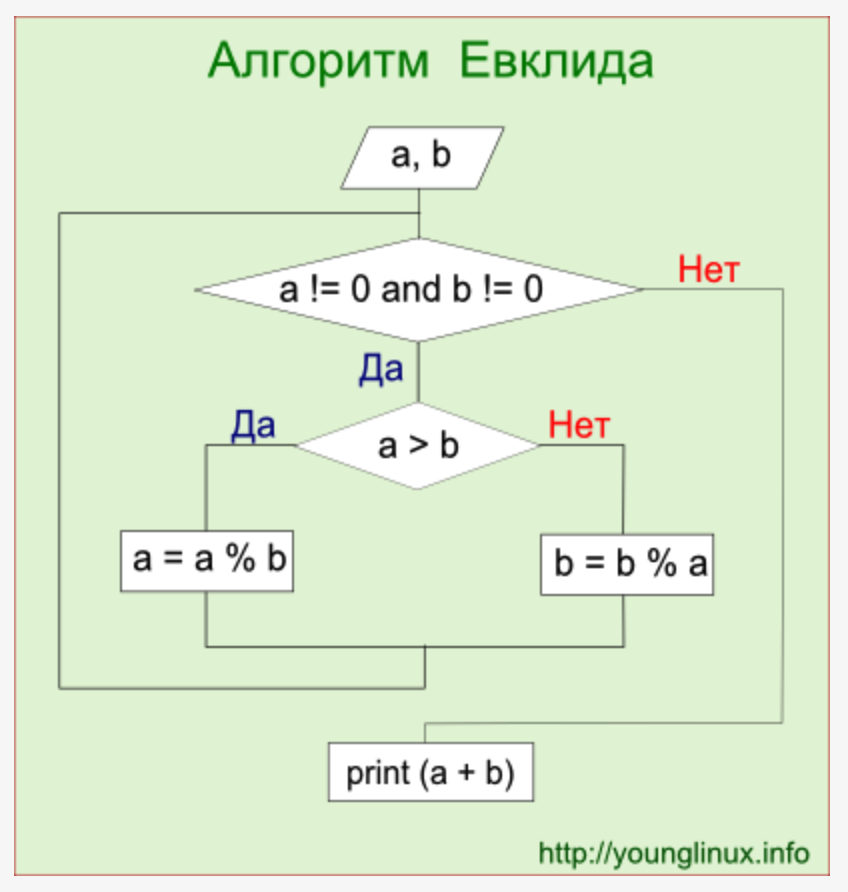 Алгоритм Евклида
a, b
a != 0 and b != 0
Нет
Да
Да
a > b
Нет
a = a % b
b = b % a
print (a + b)
http://younglinux.info